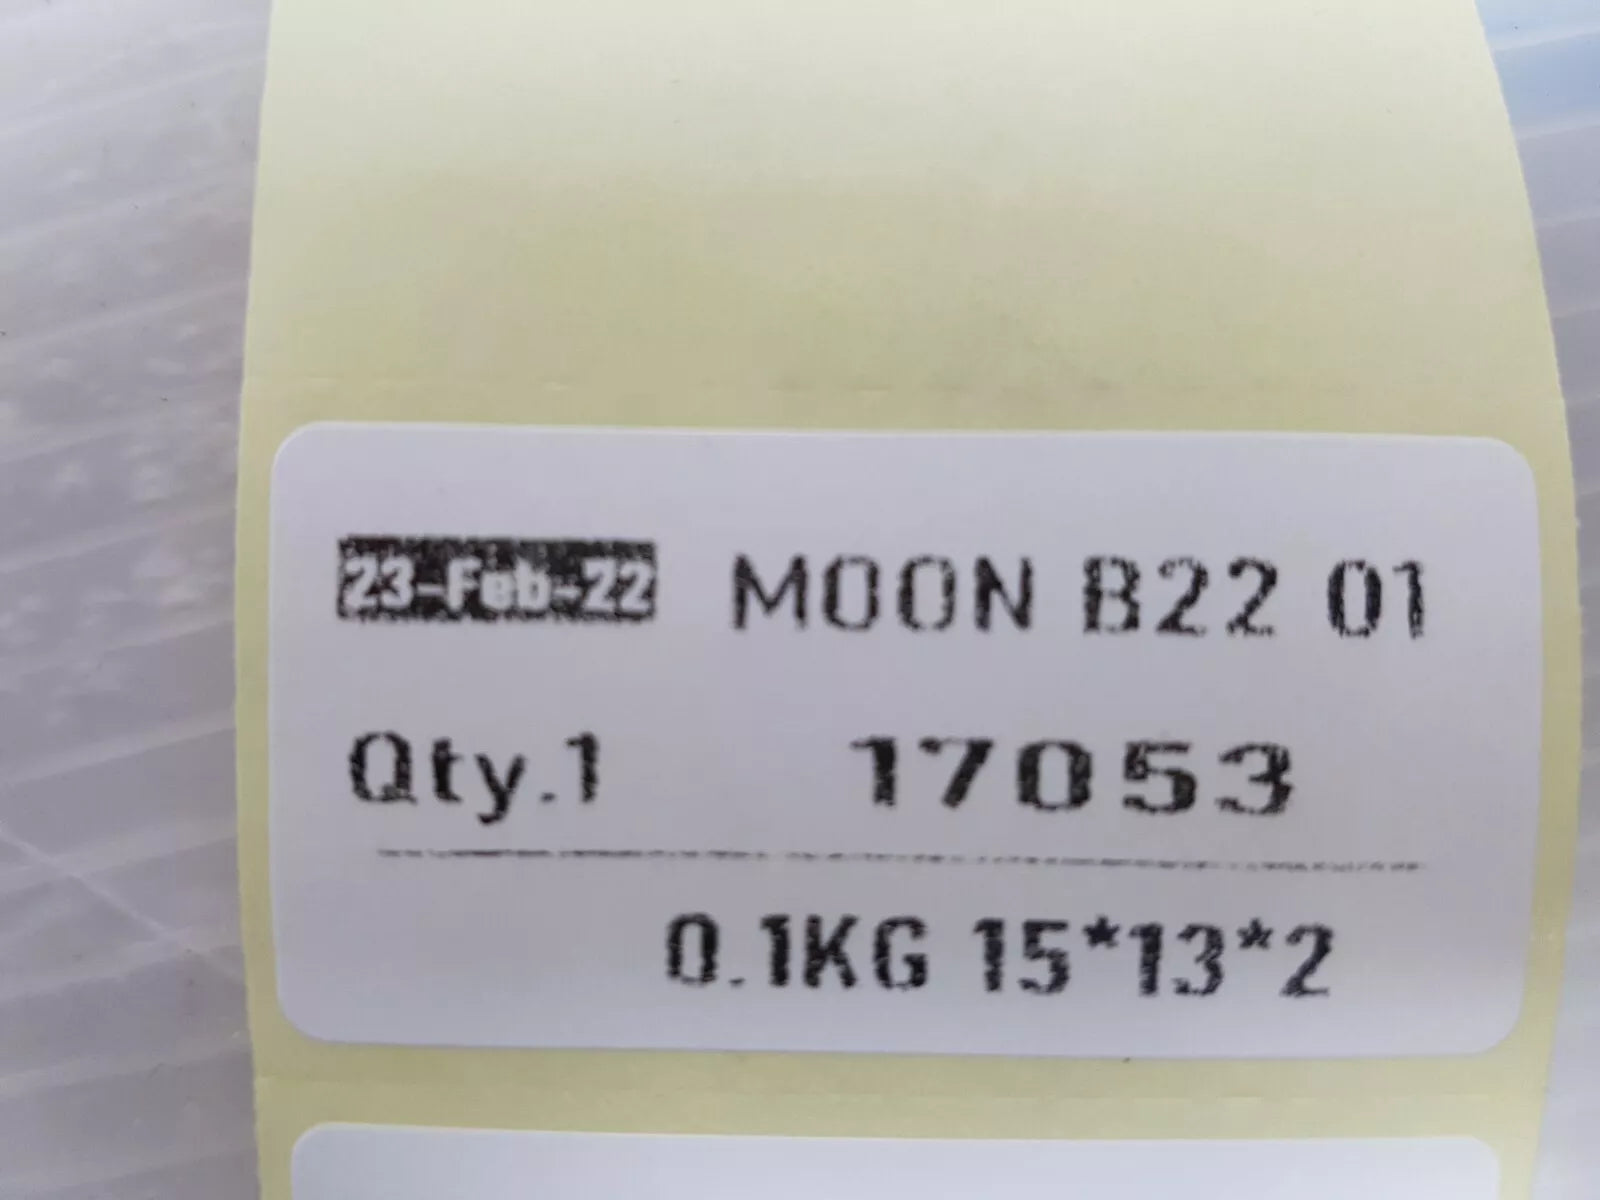 23-Feb-22 MOON B22 01
Qty.1 17053
0.1KG 15*13*2